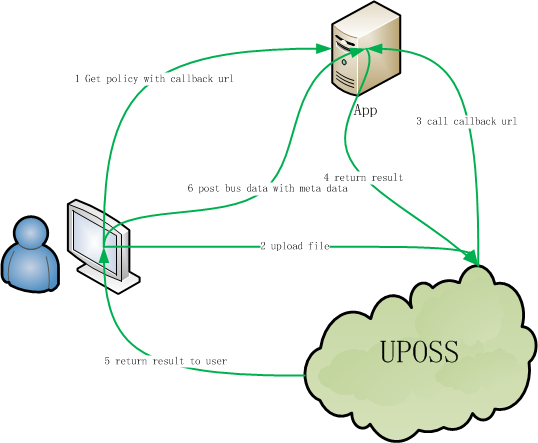 1 Get policy with callback url
App
3 call callback url
4 return result
6 post bus data with meta data
2 upload file
UPOSS
5 return result to user